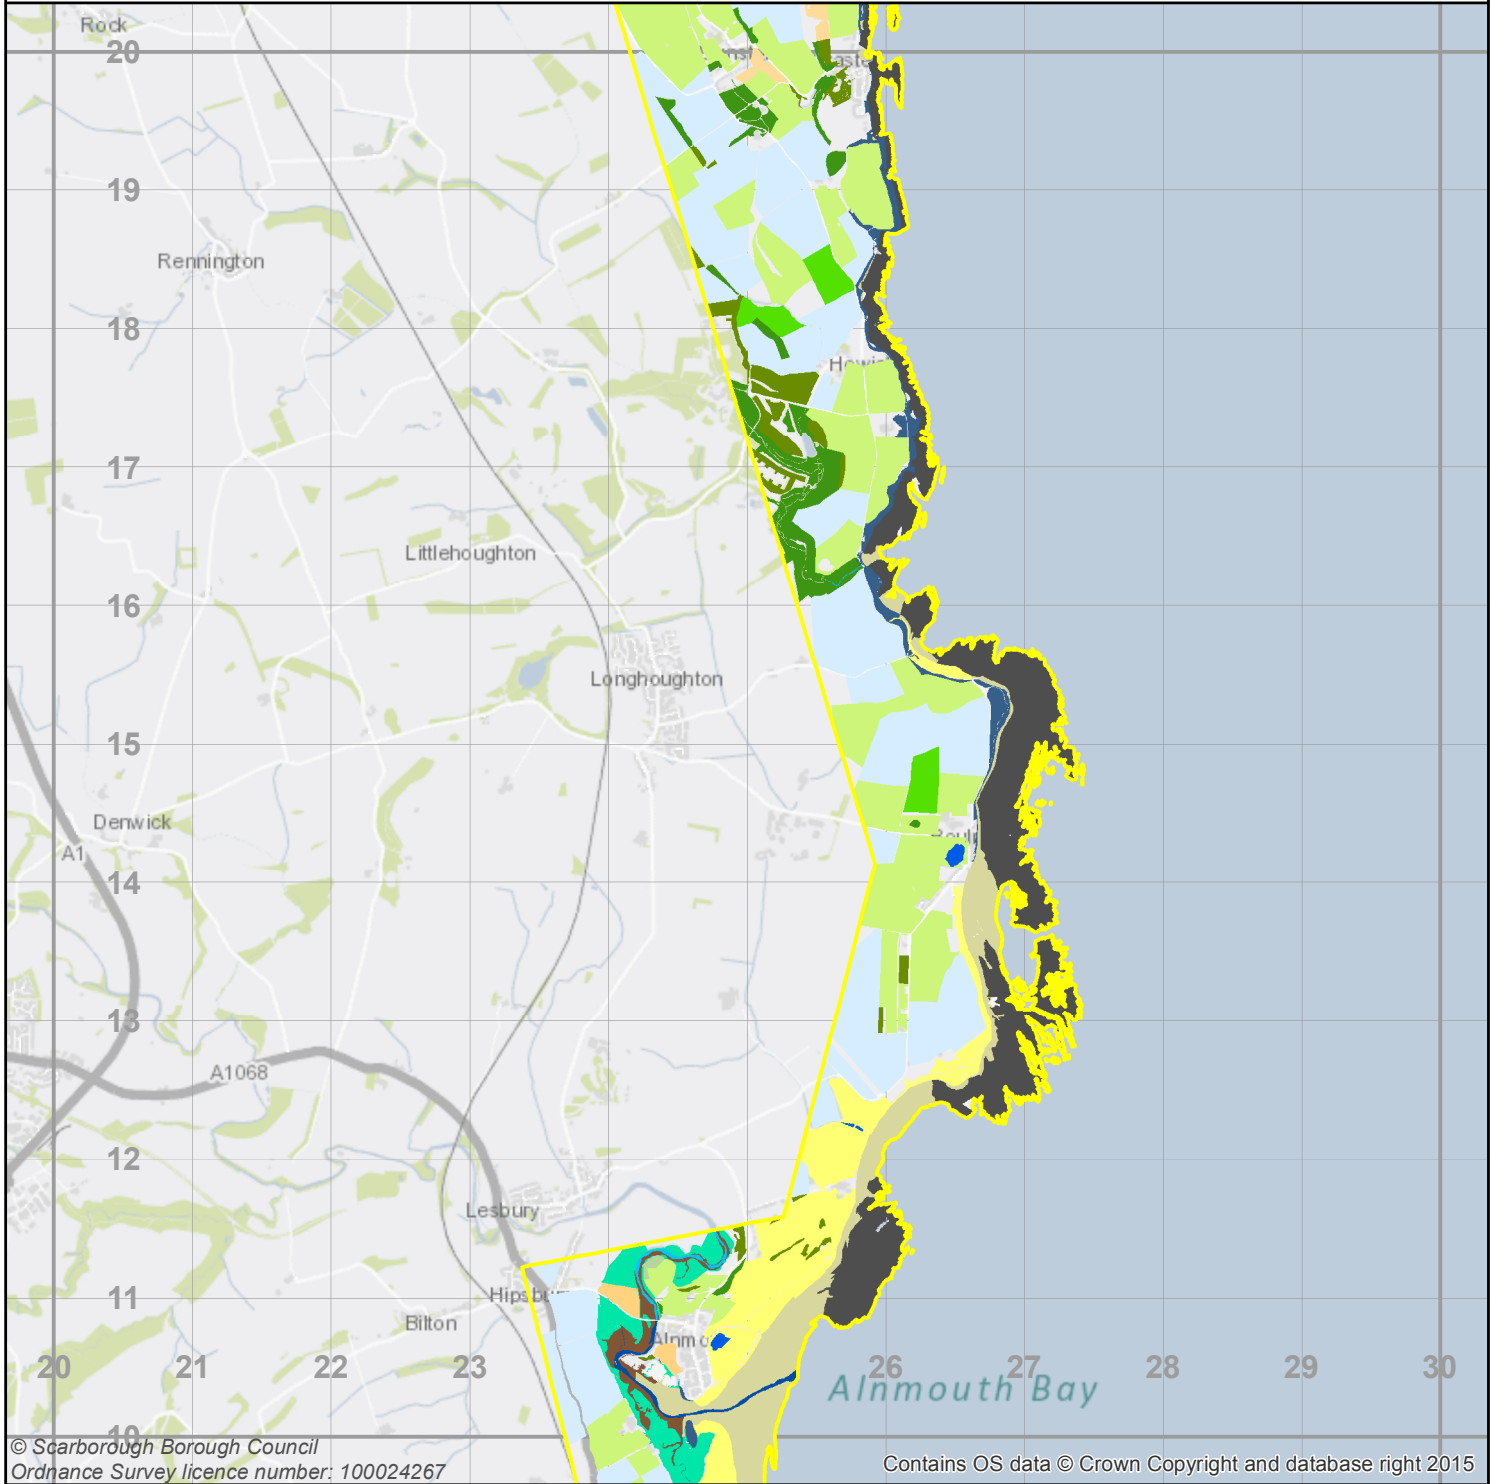 Rock
20
19
Rennington
18
17
Littlehoughton
16
Longhoughton
15
Denwick
A1
14
13
A1068
12
Lesbury
11
Bilton
20 21 22 23 26 27 28 29 30
Alnmouth Bay
10
© Scarborough Borough Council
Ordnance Survey licence number: 100024267
Contains OS data © Crown Copyright and database right 2015